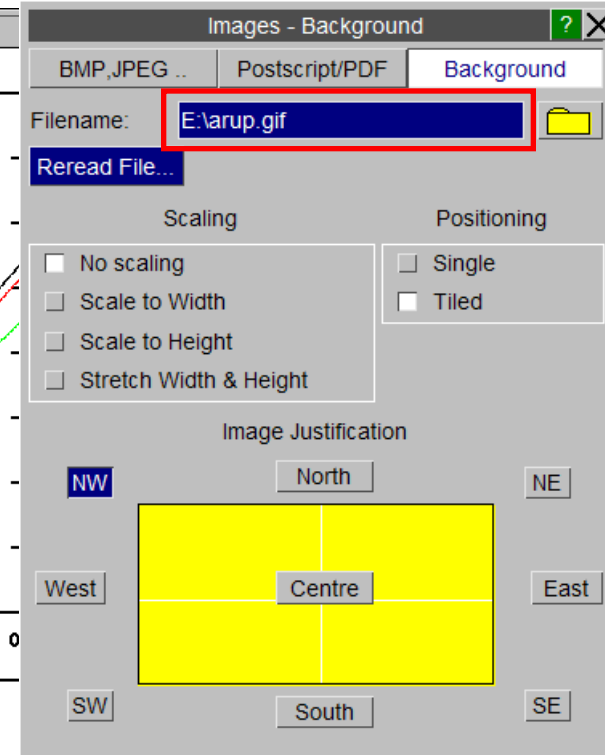 Images - Background ? X
BMP,JPEG .. Postscript/PDF Background
Filename: E:\arup.gif
Reread File...
Scaling Positioning
No scaling Single
Scale to Width Tiled
Scale to Height
Stretch Width & Height
Image Justification
NW North NE
West Centre East
SW South SE